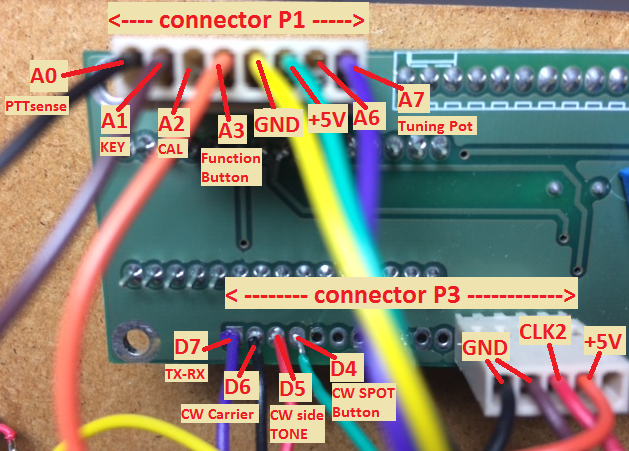 <---- connector P1 ----->
A0
PTTsense
A1
KEY
A2
CAL
A3
Function
Button
GND
+5V
A6
A7
Tuning Pot
< -------- connector P3 ------------>
D7
TX-RX
D6
CW Carrier
D5
CW side
TONE
D4
CW SPOT
Button
GND
CLK2
+5V